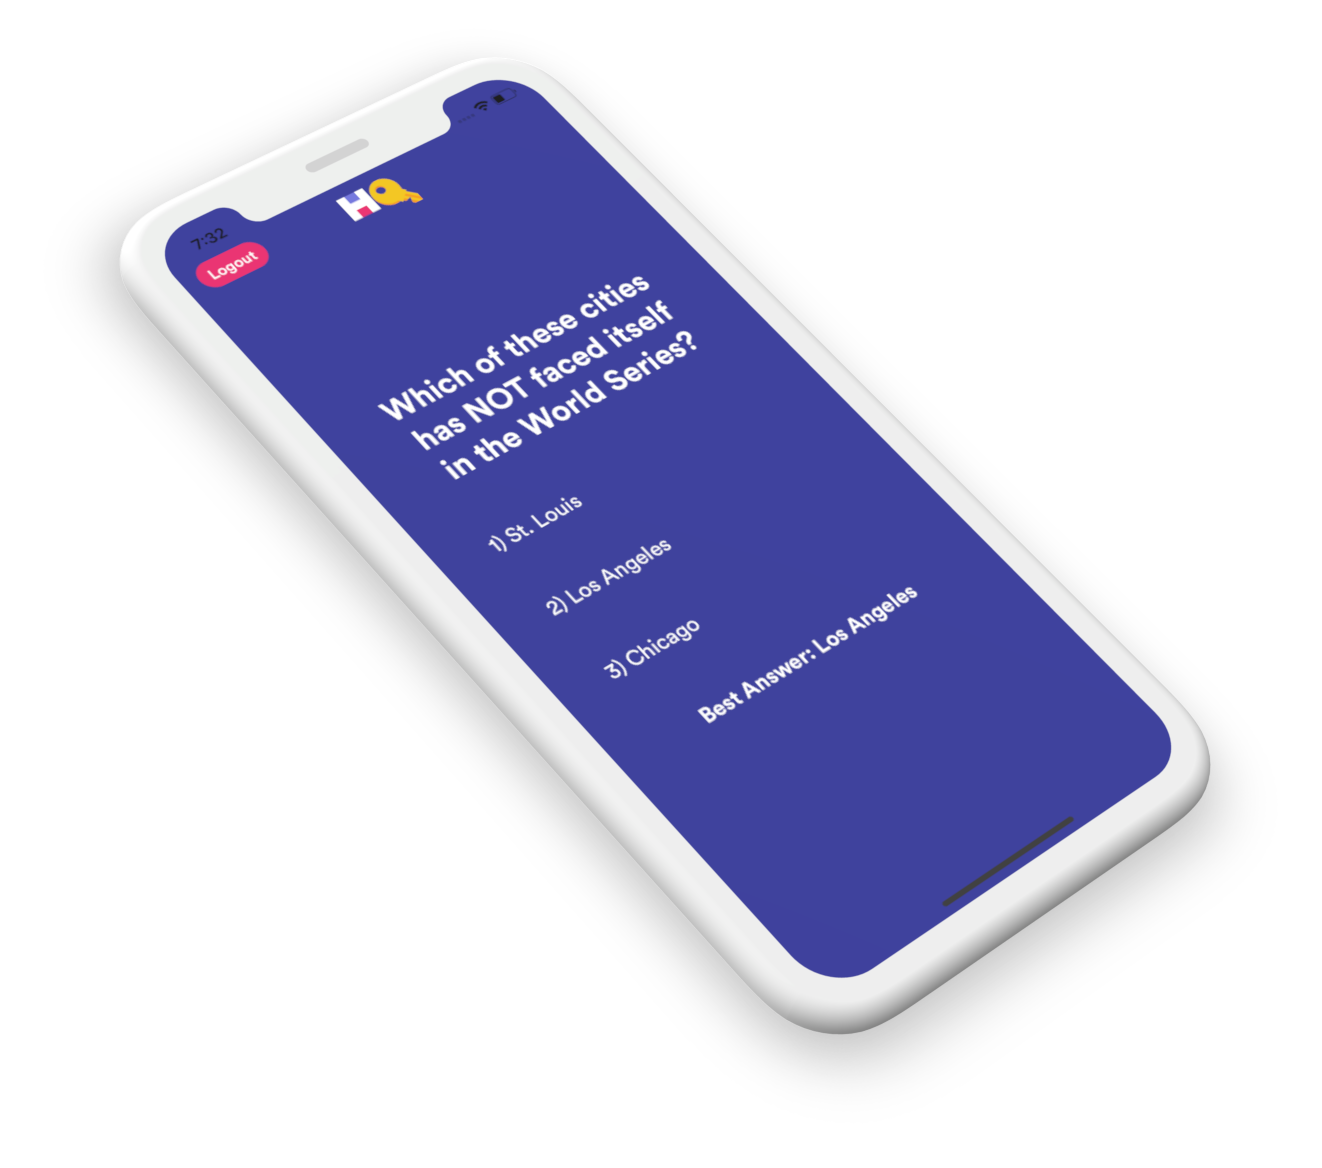 7:32
Logout
H
Which of these cities
has NOT faced itself
in the World Series?
1) St. Louis
2) Los Angeles
3) Chicago
Best Answer: Los Angeles